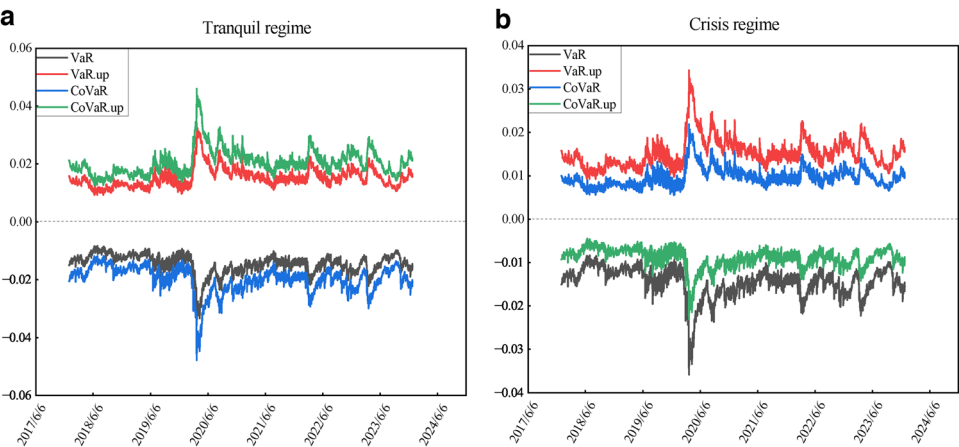 a
Tranquil regime
0.06
0.04
0.02
0.00
−0.02
−0.04
−0.06
VaR
VaR.up
CoVaR
CoVaR.up
2017/6/6
2018/6/6
2019/6/6
2020/6/6
2021/6/6
2022/6/6
2023/6/6
2024/6/6
b
Crisis regime
0.04
0.03
0.02
0.01
0.00
−0.01
−0.02
−0.03
−0.04
VaR
VaR.up
CoVaR
CoVaR.up
2017/6/6
2018/6/6
2019/6/6
2020/6/6
2021/6/6
2022/6/6
2023/6/6
2024/6/6